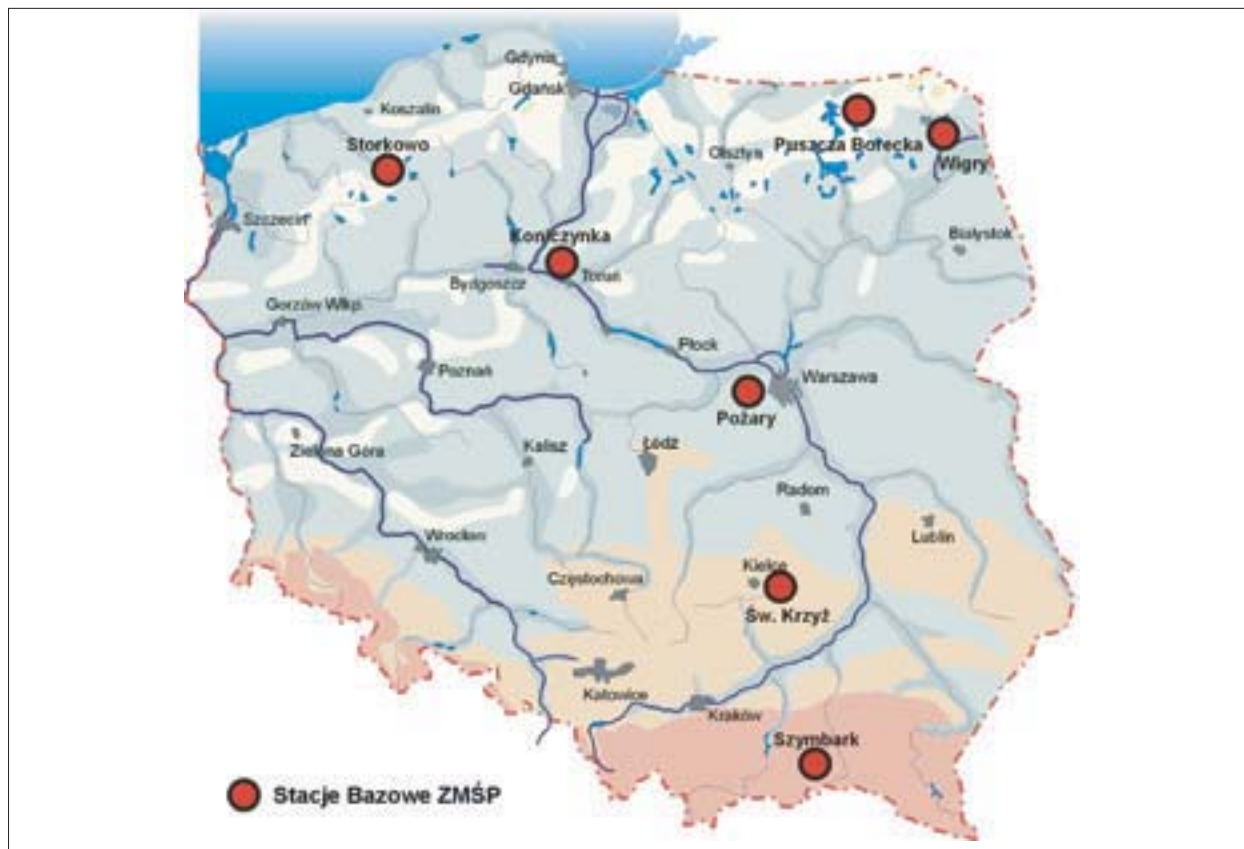 Gdynia
Gdańsk
Koszalin
Storkowo
Puszcza Borecka
Olsztyn
Wigry
Szczecin
Koniczynka
Białystok
Bydgoszcz
Toruń
Gorzów Wlkp.
Płock
Poznań
Warszawa
Pożary
Zielona Góra
Kalisz
Łódź
Radom
Lublin
Wrocław
Częstochowa
Kielce
Św. Krzyż
Katowice
Kraków
Szymbark
Stacje Bazowe ZMŚP